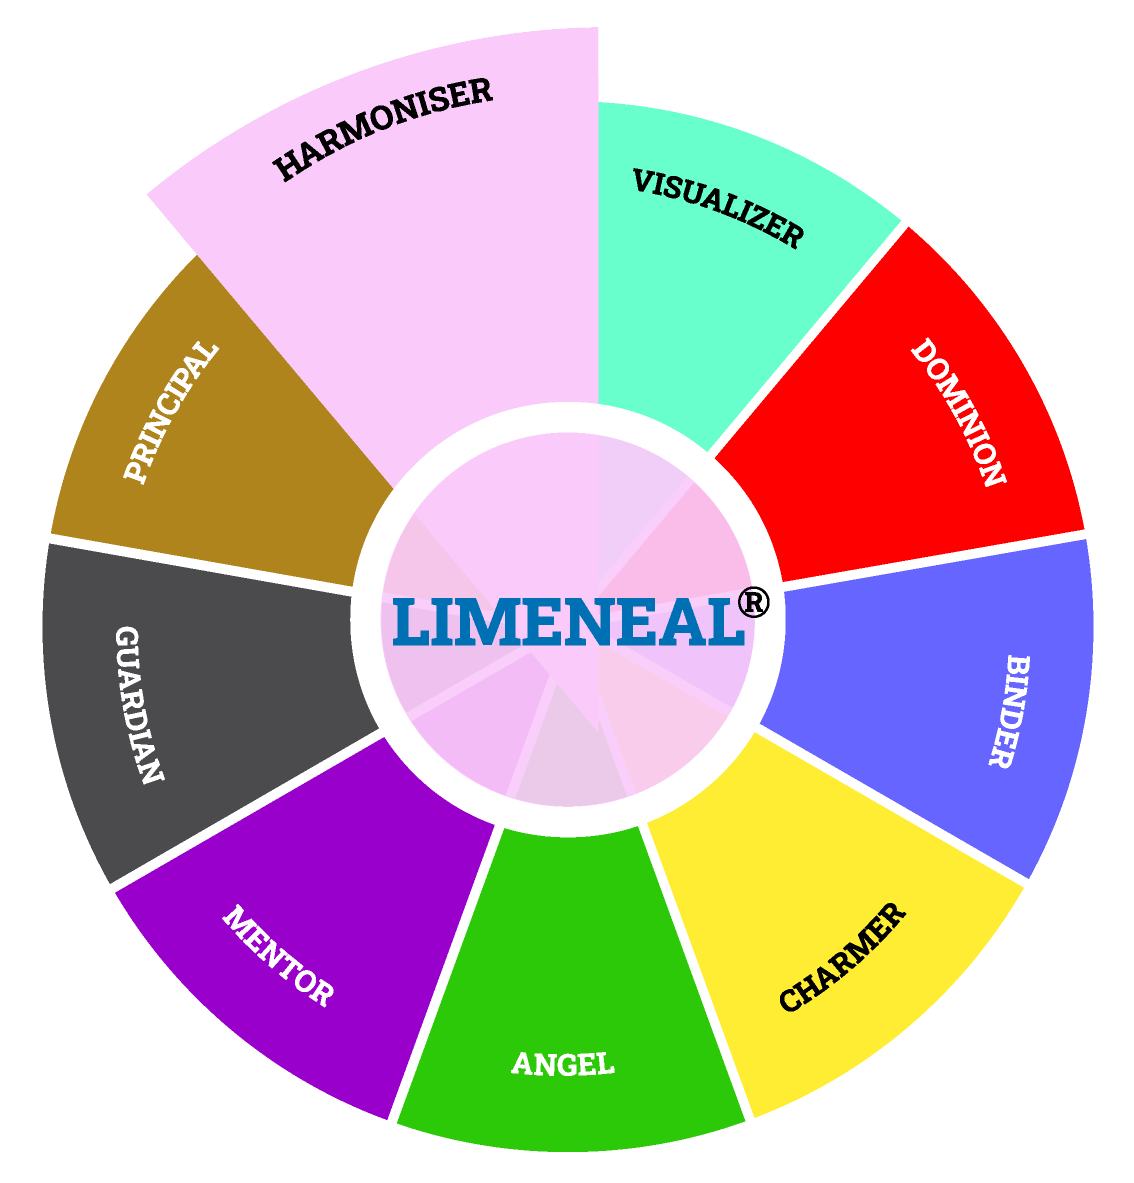 HARMONISER
VISUALIZER
DOMINION
BINDER
CHARMER
ANGEL
MENTOR
GUARDIAN
PRINCIPAL
LIMENEAL®